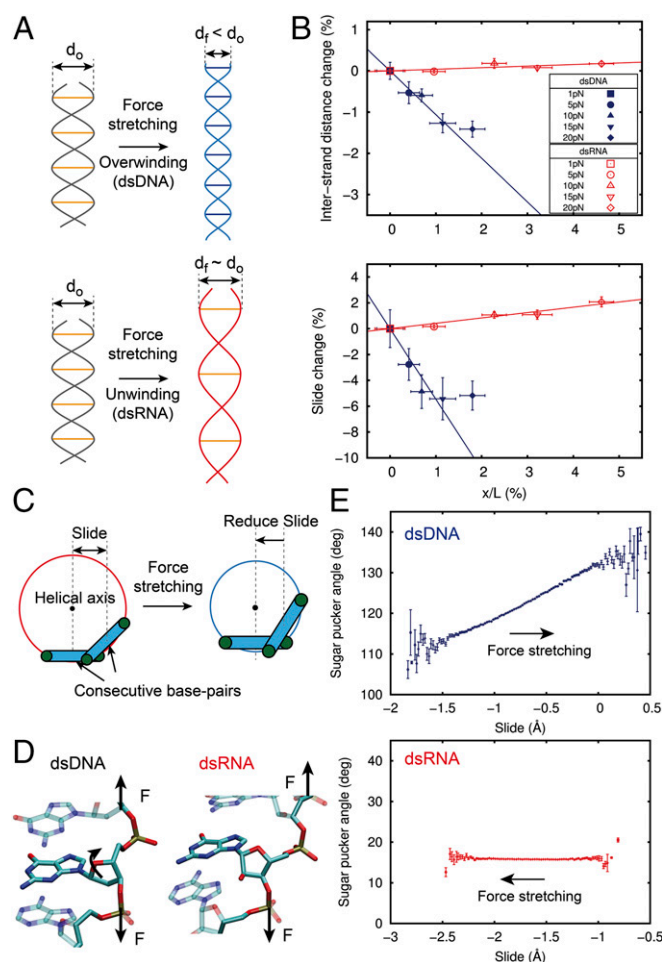 A
d₀
Force
stretching
Overwinding
(dsDNA)
d_f < d₀
d₀
Force
stretching
Unwinding
(dsRNA)
d_f ~ d₀
B
Inter-strand distance change (%)
1
0
−1
−2
−3
−4
0 1 2 3 4 5
dsDNA
1pN
5pN
10pN
15pN
20pN
dsRNA
1pN
5pN
10pN
15pN
20pN
Slide change (%)
4
2
0
−2
−4
−6
−8
−10
0 1 2 3 4 5
x/L (%)
C
Slide
Helical axis
Force
stretching
Reduce Slide
Consecutive base-pairs
D
dsDNA
F
F
dsRNA
F
F
E
dsDNA
Sugar pucker angle (deg)
140
130
120
110
100
Force stretching
−2 −1.5 −1 −0.5 0 0.5
Slide (Å)
dsRNA
Sugar pucker angle (deg)
40
30
20
10
0
Force stretching
−3 −2.5 −2 −1.5 −1 −0.5
Slide (Å)